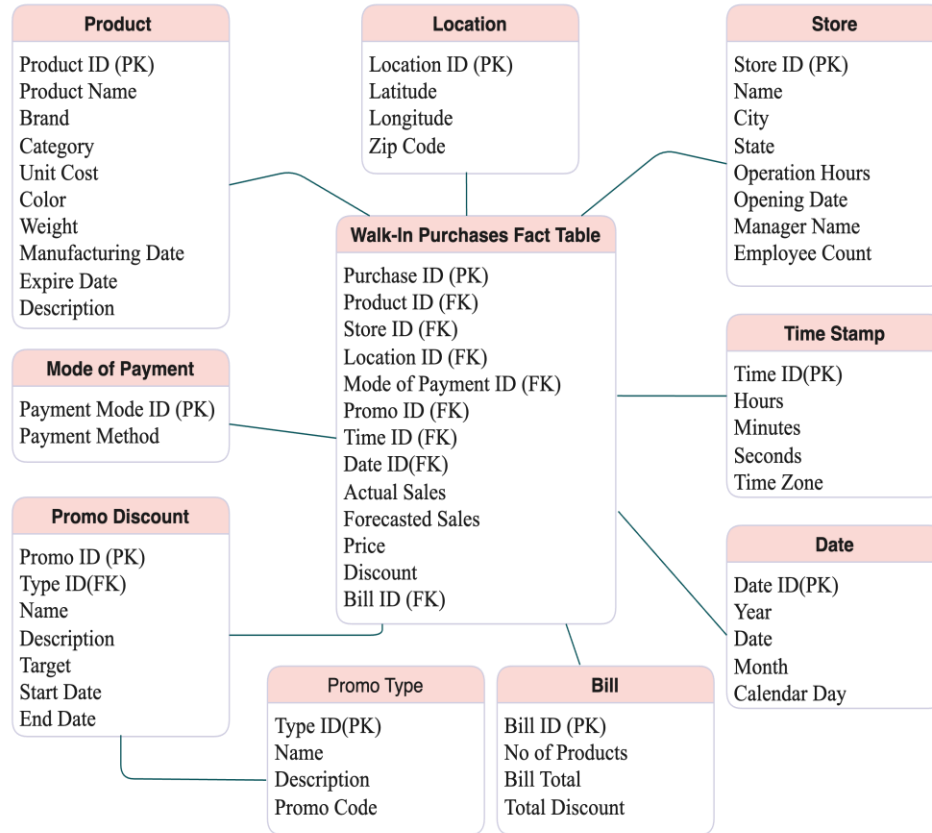 Product
Product ID (PK)
Product Name
Brand
Category
Unit Cost
Color
Weight
Manufacturing Date
Expire Date
Description
Location
Location ID (PK)
Latitude
Longitude
Zip Code
Store
Store ID (PK)
Name
City
State
Operation Hours
Opening Date
Manager Name
Employee Count
Walk-In Purchases Fact Table
Purchase ID (PK)
Product ID (FK)
Store ID (FK)
Location ID (FK)
Mode of Payment ID (FK)
Promo ID (FK)
Time ID (FK)
Date ID(FK)
Actual Sales
Forecasted Sales
Price
Discount
Bill ID (FK)
Mode of Payment
Payment Mode ID (PK)
Payment Method
Time Stamp
Time ID(PK)
Hours
Minutes
Seconds
Time Zone
Promo Discount
Promo ID (PK)
Type ID(FK)
Name
Description
Target
Start Date
End Date
Date
Date ID(PK)
Year
Date
Month
Calendar Day
Promo Type
Type ID(PK)
Name
Description
Promo Code
Bill
Bill ID (PK)
No of Products
Bill Total
Total Discount